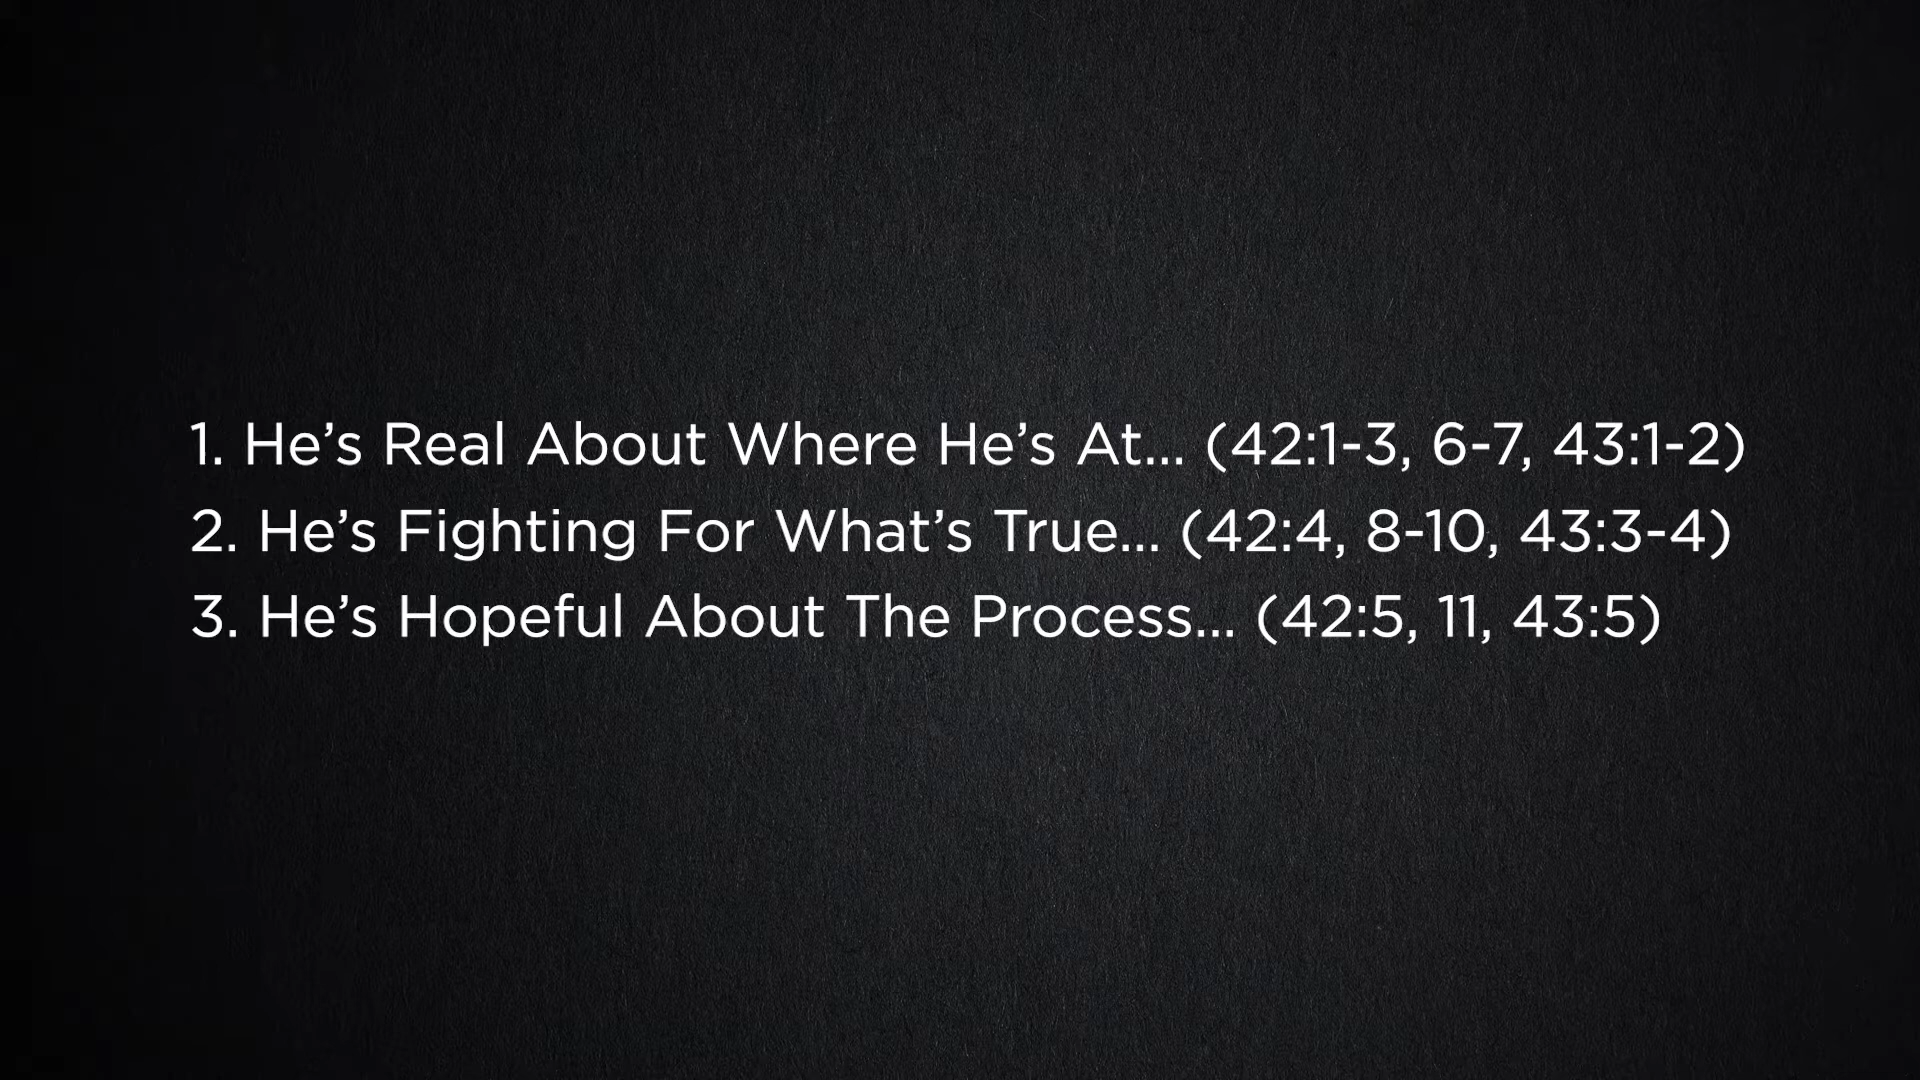 1. He’s Real About Where He’s At... (42:1-3, 6-7, 43:1-2)
2. He’s Fighting For What’s True... (42:4, 8-10, 43:3-4)
3. He’s Hopeful About The Process... (42:5, 11, 43:5)